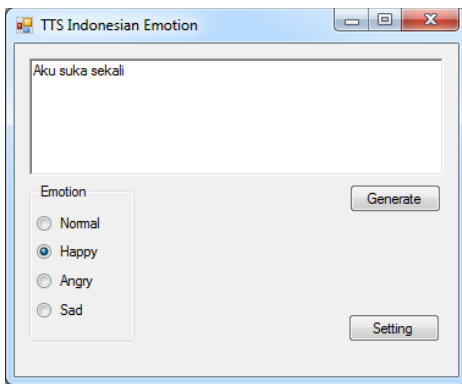 TTS Indonesian Emotion
Aku suka sekali
Emotion
Generate
Normal
Happy
Angry
Sad
Setting